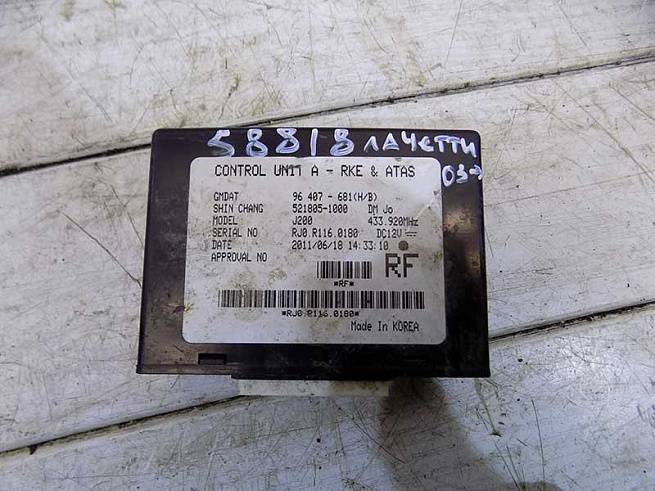 58818 ЛАЧЕТТИ
03→
CONTROL UNIT A - RKE & ATAS
GMDAT 96 407 - 681(H/B)
SHIN CHANG 521805-1000 DM Jo
MODEL J200 433.920MHz
SERIAL NO RJ0.R116.0180 DC12V
DATE 2011/06/18 14:33:10
APPROVAL NO
RF
*RF*
*RJ0.R116.0180*
Made In KOREA